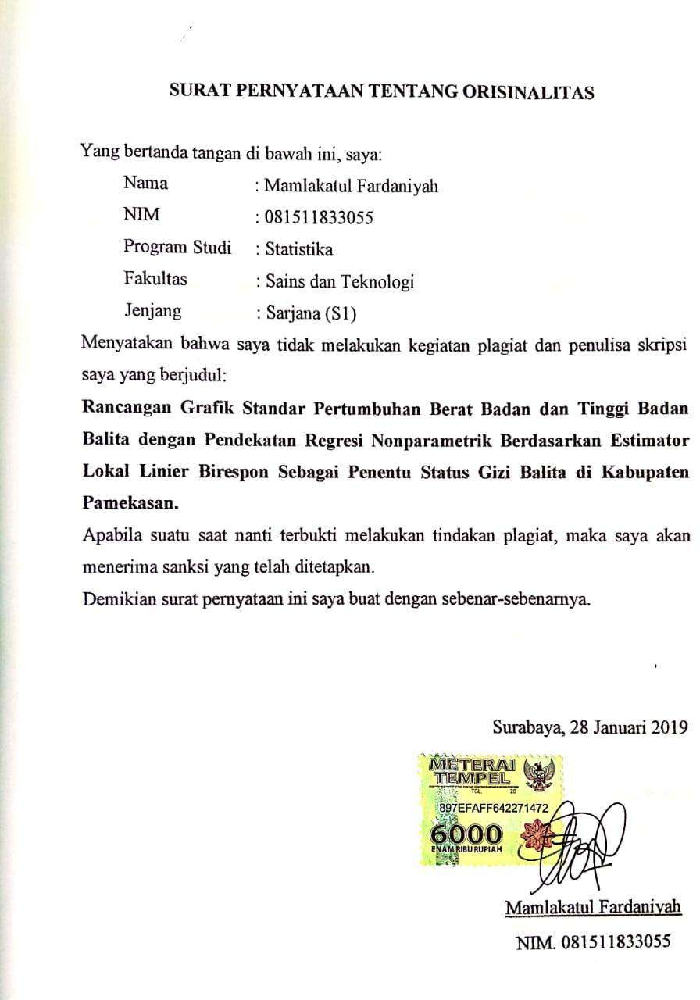 SURAT PERNYATAAN TENTANG ORISINALITAS
Yang bertanda tangan di bawah ini, saya:
Nama : Mamlakatul Fardaniyah
NIM : 081511833055
Program Studi : Statistika
Fakultas : Sains dan Teknologi
Jenjang : Sarjana (S1)
Menyatakan bahwa saya tidak melakukan kegiatan plagiat dan penulisa skripsi
saya yang berjudul:
Rancangan Grafik Standar Pertumbuhan Berat Badan dan Tinggi Badan
Balita dengan Pendekatan Regresi Nonparametrik Berdasarkan Estimator
Lokal Linier Birespon Sebagai Penentu Status Gizi Balita di Kabupaten
Pamekasan.
Apabila suatu saat nanti terbukti melakukan tindakan plagiat, maka saya akan
menerima sanksi yang telah ditetapkan.
Demikian surat pernyataan ini saya buat dengan sebenar-sebenarnya.
Surabaya, 28 Januari 2019
METERAI
TEMPEL
TGL. 20
897EFAFF642271472
6000
ENAM RIBU RUPIAH
Mamlakatul Fardaniyah
NIM. 081511833055